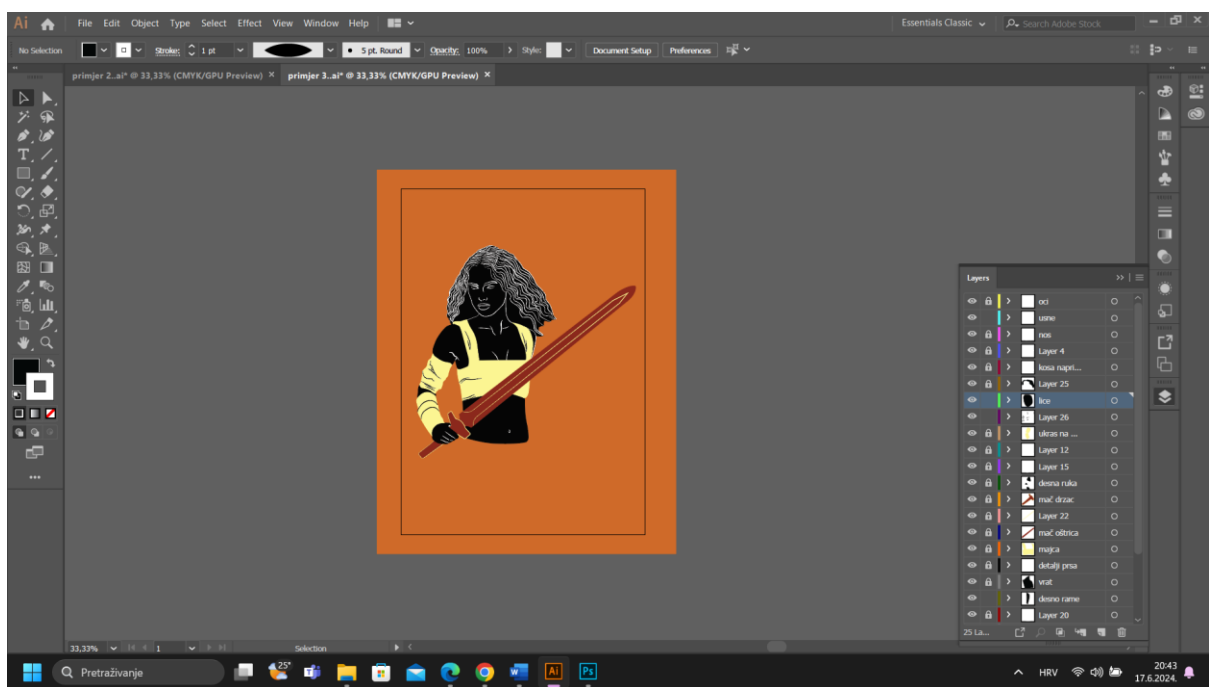 Ai File Edit Object Type Select Effect View Window Help Essentials Classic Search Adobe Stock
No Selection Stroke: 1 pt 5 pt. Round Opacity: 100% Style: Document Setup Preferences
primjer 2..ai* @ 33,33% (CMYK/GPU Preview) × primjer 3..ai* @ 33,33% (CMYK/GPU Preview) ×
Layers
oci
usne
nos
Layer 4
kosa napri...
Layer 25
lice
Layer 26
ukras na ...
Layer 12
Layer 15
desna ruka
mač drzac
Layer 22
mač oštrica
majca
detalji prsa
vrat
desno rame
Layer 20
25 La...
33,33% 1 Selection
Pretraživanje 25° Ai Ps HRV 20:43
17.6.2024.